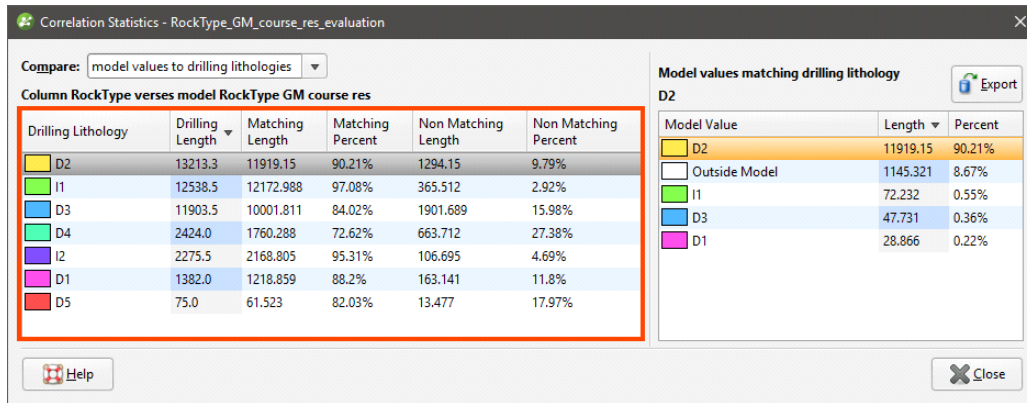 Correlation Statistics - RockType_GM_course_res_evaluation
Compare: model values to drilling lithologies
Column RockType verses model RockType GM course res
Drilling Lithology Drilling Length Matching Length Matching Percent Non Matching Length Non Matching Percent
D2 13213.3 11919.15 90.21% 1294.15 9.79%
I1 12538.5 12172.988 97.08% 365.512 2.92%
D3 11903.5 10001.811 84.02% 1901.689 15.98%
D4 2424.0 1760.288 72.62% 663.712 27.38%
I2 2275.5 2168.805 95.31% 106.695 4.69%
D1 1382.0 1218.859 88.2% 163.141 11.8%
D5 75.0 61.523 82.03% 13.477 17.97%
Model values matching drilling lithology
D2
Export
Model Value Length Percent
D2 11919.15 90.21%
Outside Model 1145.321 8.67%
I1 72.232 0.55%
D3 47.731 0.36%
D1 28.866 0.22%
Help
Close